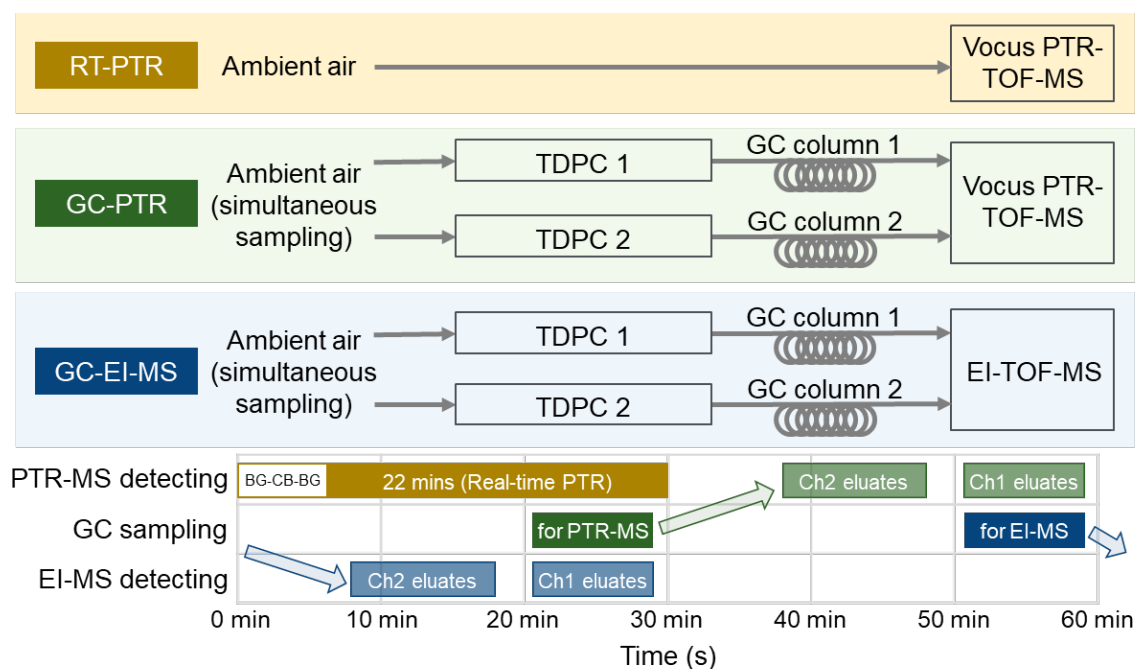 RT-PTR
Ambient air
Vocus PTR-
TOF-MS
GC-PTR
Ambient air
(simultaneous
sampling)
TDPC 1
GC column 1
TDPC 2
GC column 2
Vocus PTR-
TOF-MS
GC-EI-MS
Ambient air
(simultaneous
sampling)
TDPC 1
GC column 1
TDPC 2
GC column 2
EI-TOF-MS
PTR-MS detecting
BG-CB-BG
22 mins (Real-time PTR)
Ch2 eluates
Ch1 eluates
GC sampling
for PTR-MS
for EI-MS
EI-MS detecting
Ch2 eluates
Ch1 eluates
0 min
10 min
20 min
30 min
40 min
50 min
60 min
Time (s)